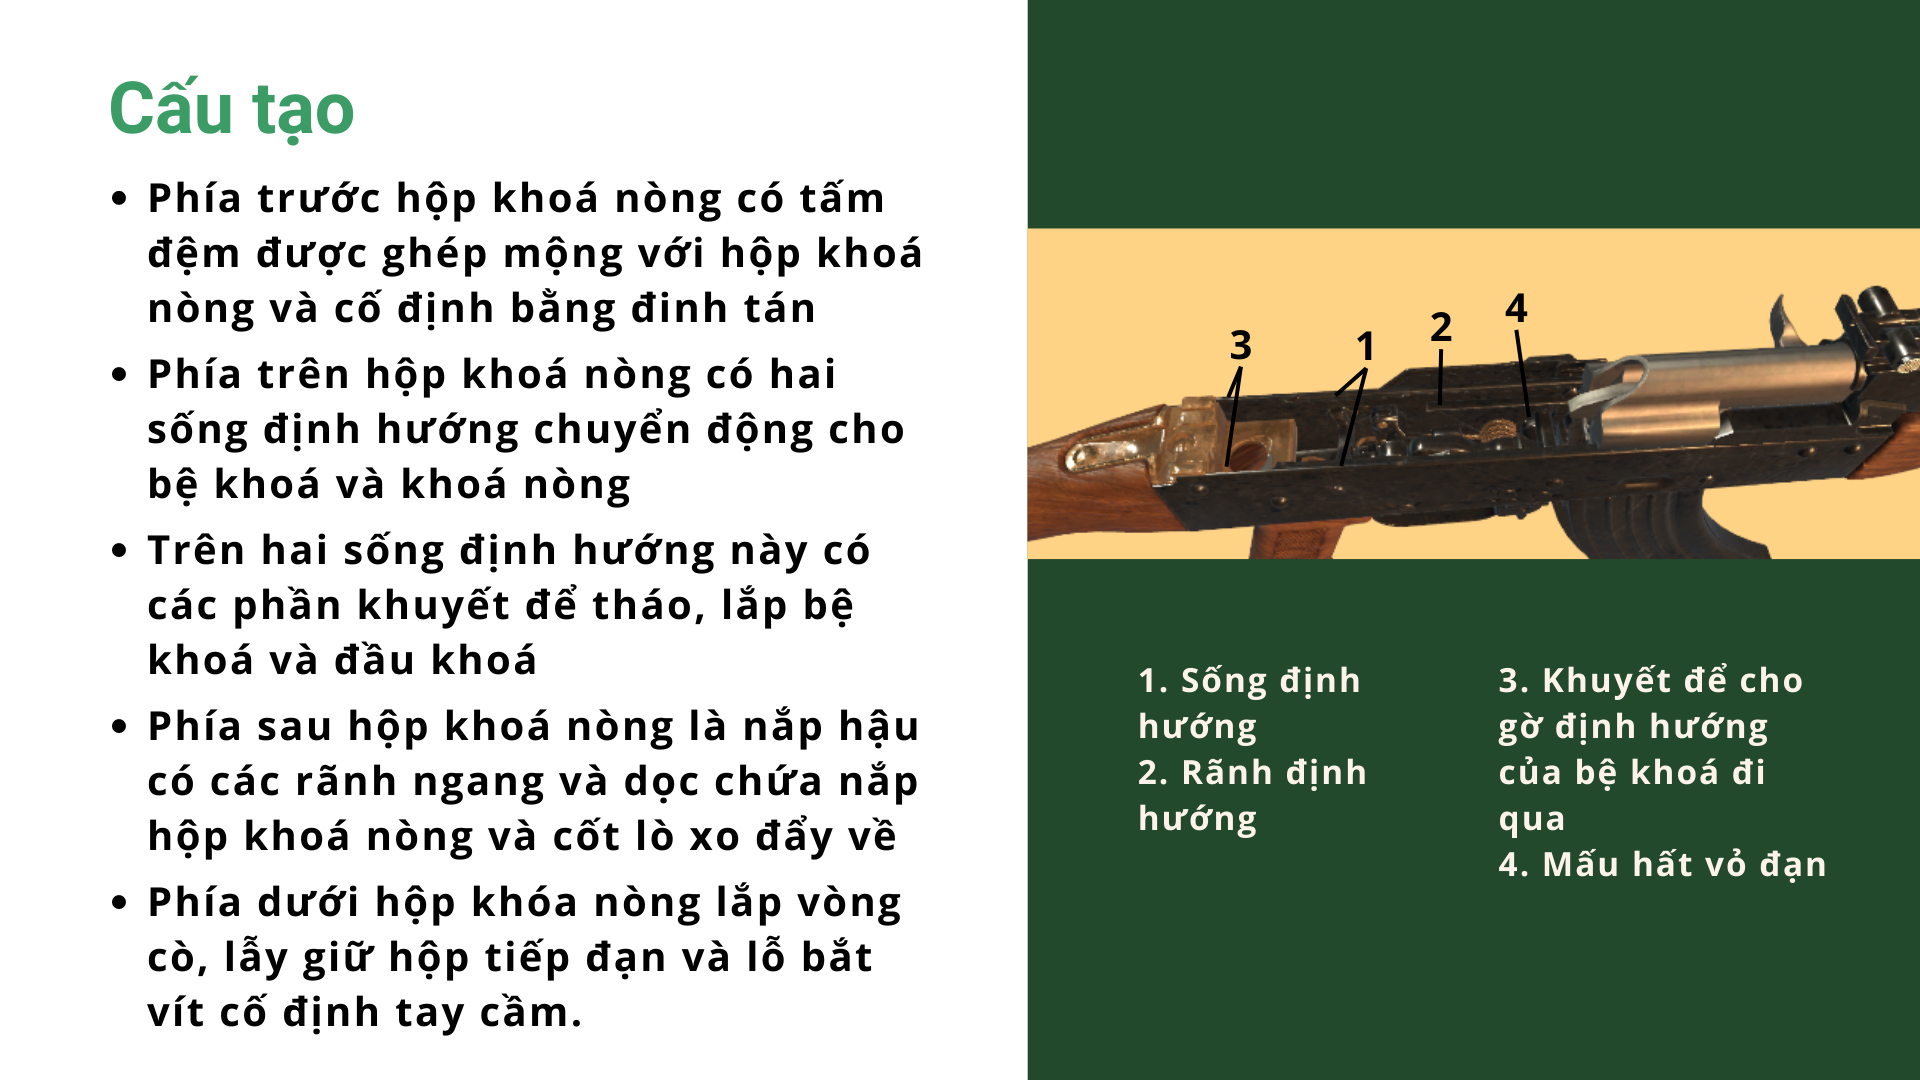 Cấu tạo
• Phía trước hộp khoá nòng có tấm
đệm được ghép mộng với hộp khoá
nòng và cố định bằng đinh tán
• Phía trên hộp khoá nòng có hai
sống định hướng chuyển động cho
bệ khoá và khoá nòng
• Trên hai sống định hướng này có
các phần khuyết để tháo, lắp bệ
khoá và đầu khoá
• Phía sau hộp khoá nòng là nắp hậu
có các rãnh ngang và dọc chứa nắp
hộp khoá nòng và cốt lò xo đẩy về
• Phía dưới hộp khóa nòng lắp vòng
cò, lẫy giữ hộp tiếp đạn và lỗ bắt
vít cố định tay cầm.
3 1 2 4
1. Sống định
hướng
2. Rãnh định
hướng
3. Khuyết để cho
gờ định hướng
của bệ khoá đi
qua
4. Mấu hất vỏ đạn